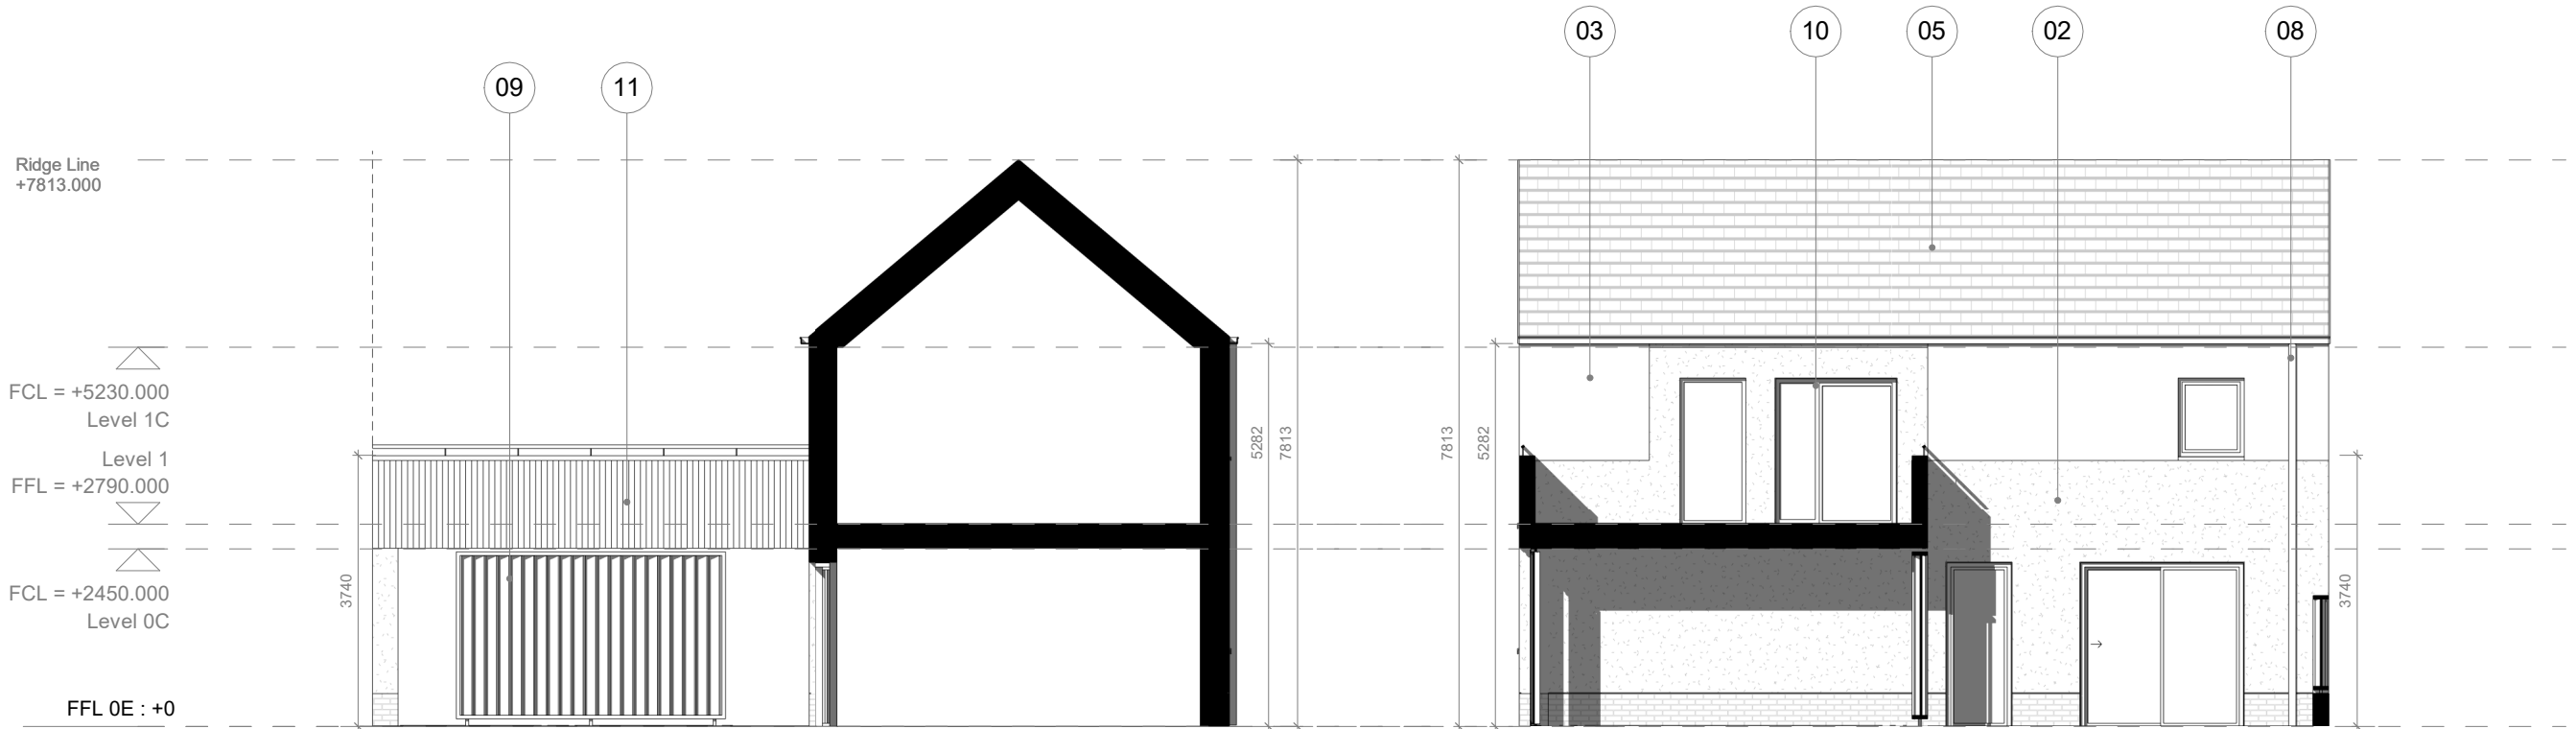 03
10
05
02
08
09
11
Ridge Line
+7813.000
FCL = +5230.000
Level 1C
Level 1
FFL = +2790.000
FCL = +2450.000
Level 0C
FFL 0E : +0
3740
5282
7813
7813
5282
3740